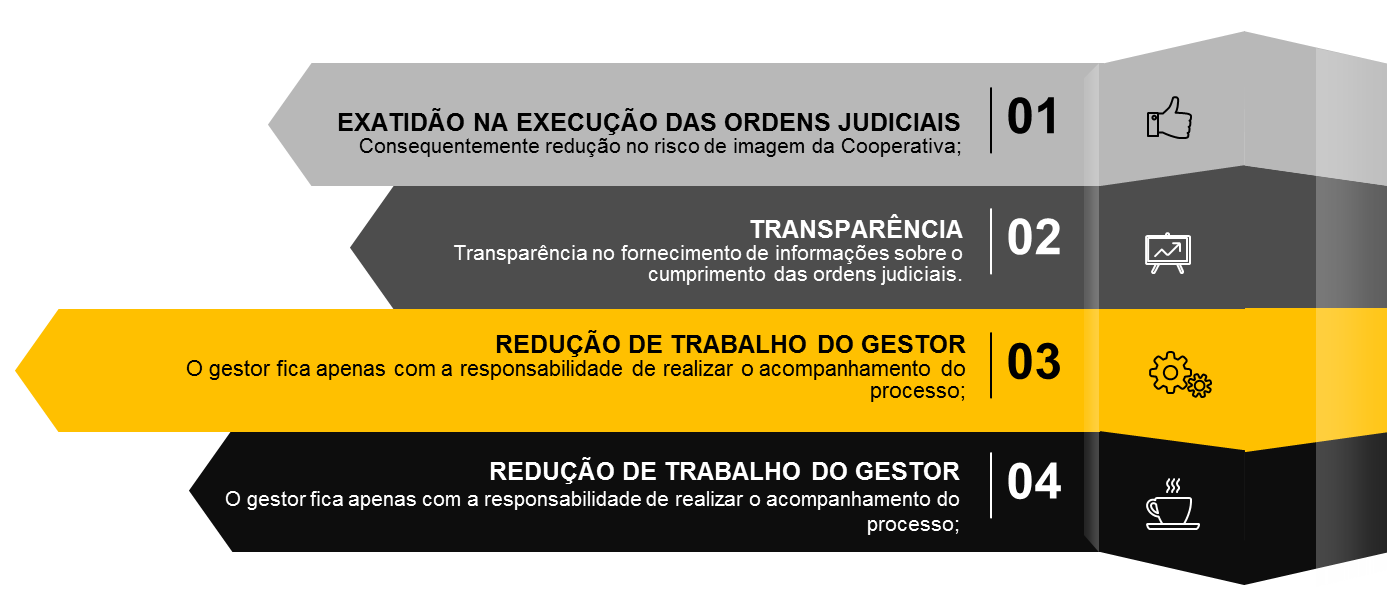 EXATIDÃO NA EXECUÇÃO DAS ORDENS JUDICIAIS
Consequentemente redução no risco de imagem da Cooperativa;
01
TRANSPARÊNCIA
Transparência no fornecimento de informações sobre o
cumprimento das ordens judiciais.
02
REDUÇÃO DE TRABALHO DO GESTOR
O gestor fica apenas com a responsabilidade de realizar o acompanhamento do
processo;
03
REDUÇÃO DE TRABALHO DO GESTOR
O gestor fica apenas com a responsabilidade de realizar o acompanhamento do
processo;
04